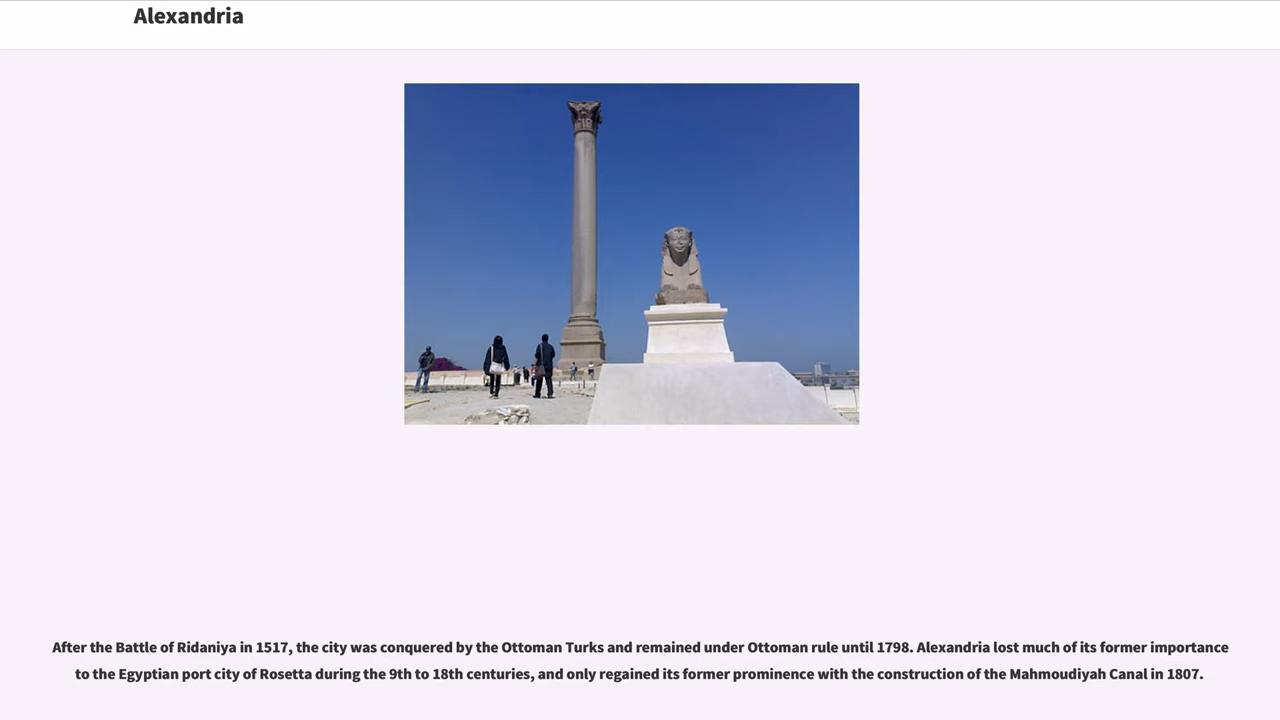 Alexandria
After the Battle of Ridaniya in 1517, the city was conquered by the Ottoman Turks and remained under Ottoman rule until 1798. Alexandria lost much of its former importance
to the Egyptian port city of Rosetta during the 9th to 18th centuries, and only regained its former prominence with the construction of the Mahmoudiyah Canal in 1807.